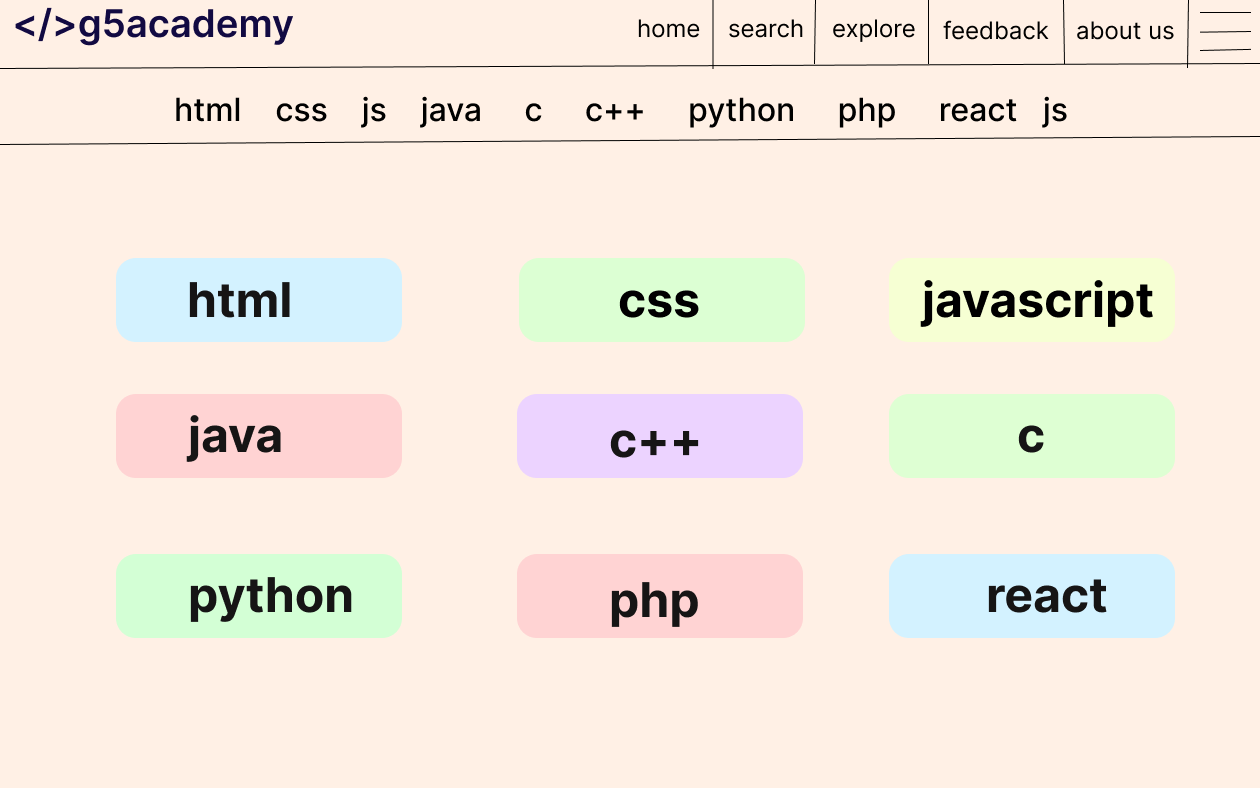 </>g5academy home search explore feedback about us
html css js java c c++ python php react js
html css javascript
java c++ c
python php react